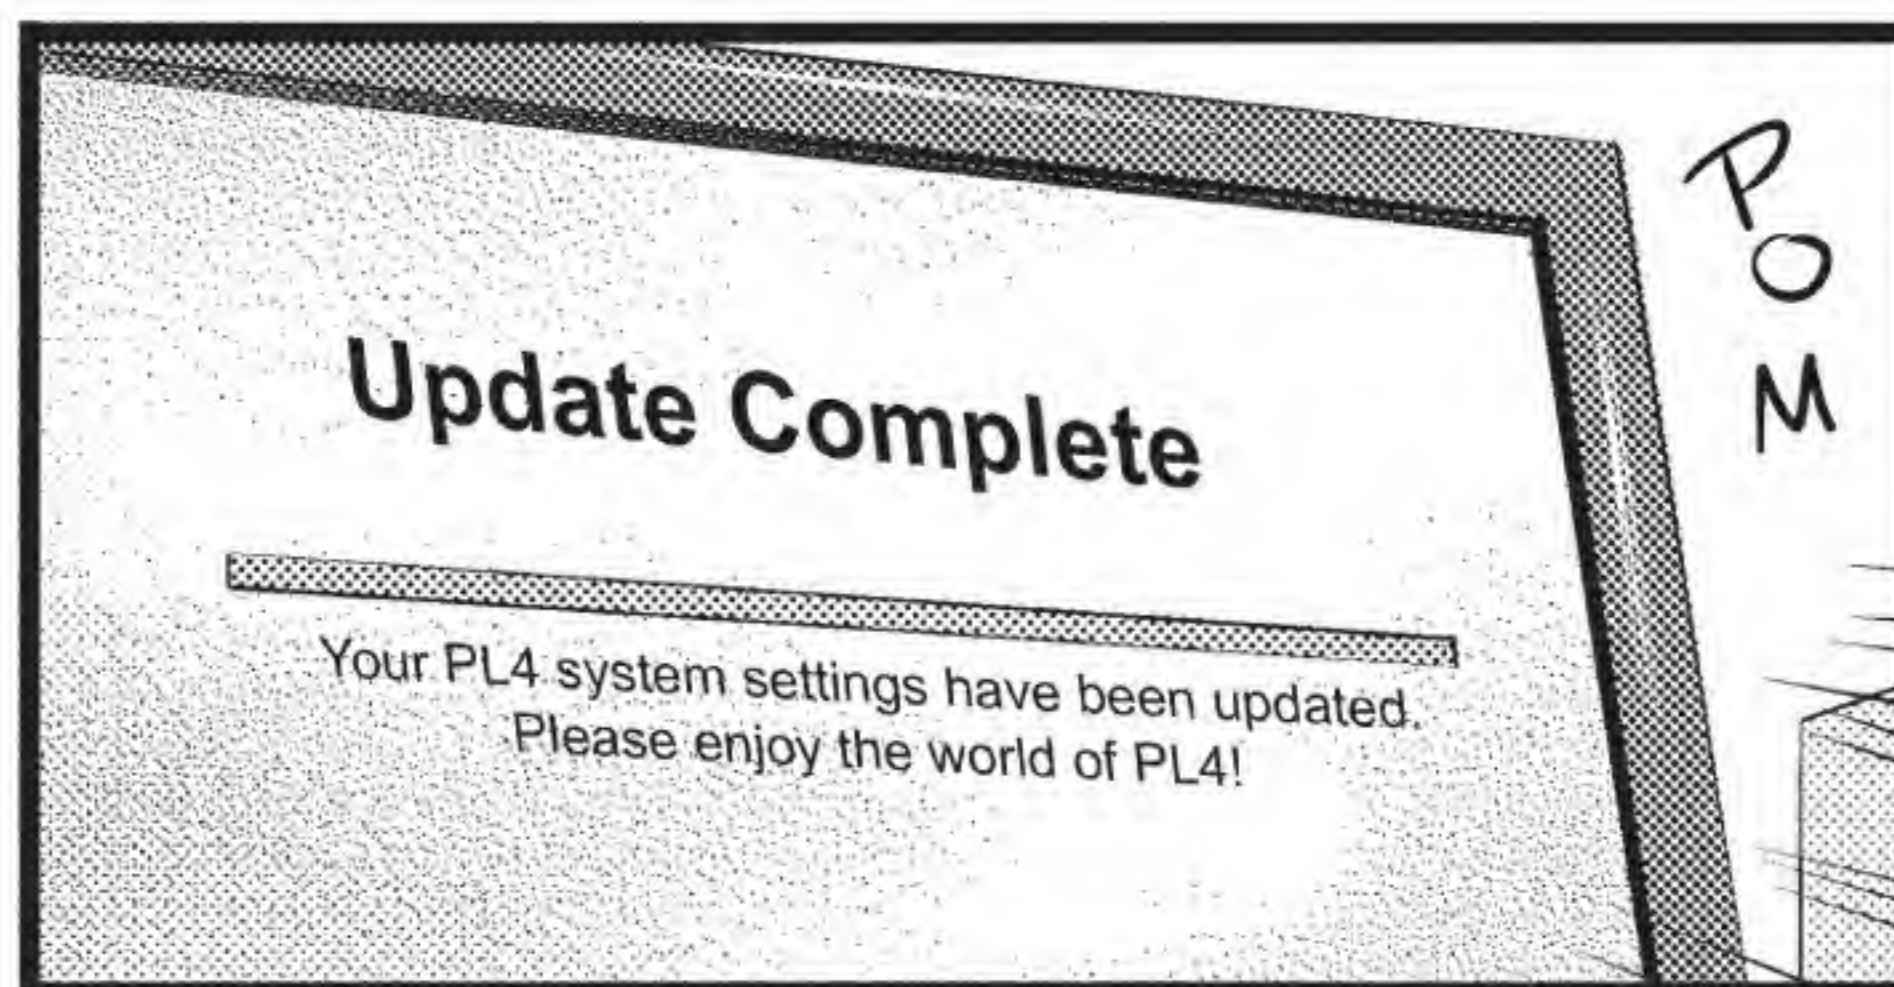 Update Complete
Your PL4 system settings have been updated.
Please enjoy the world of PL4!
POM